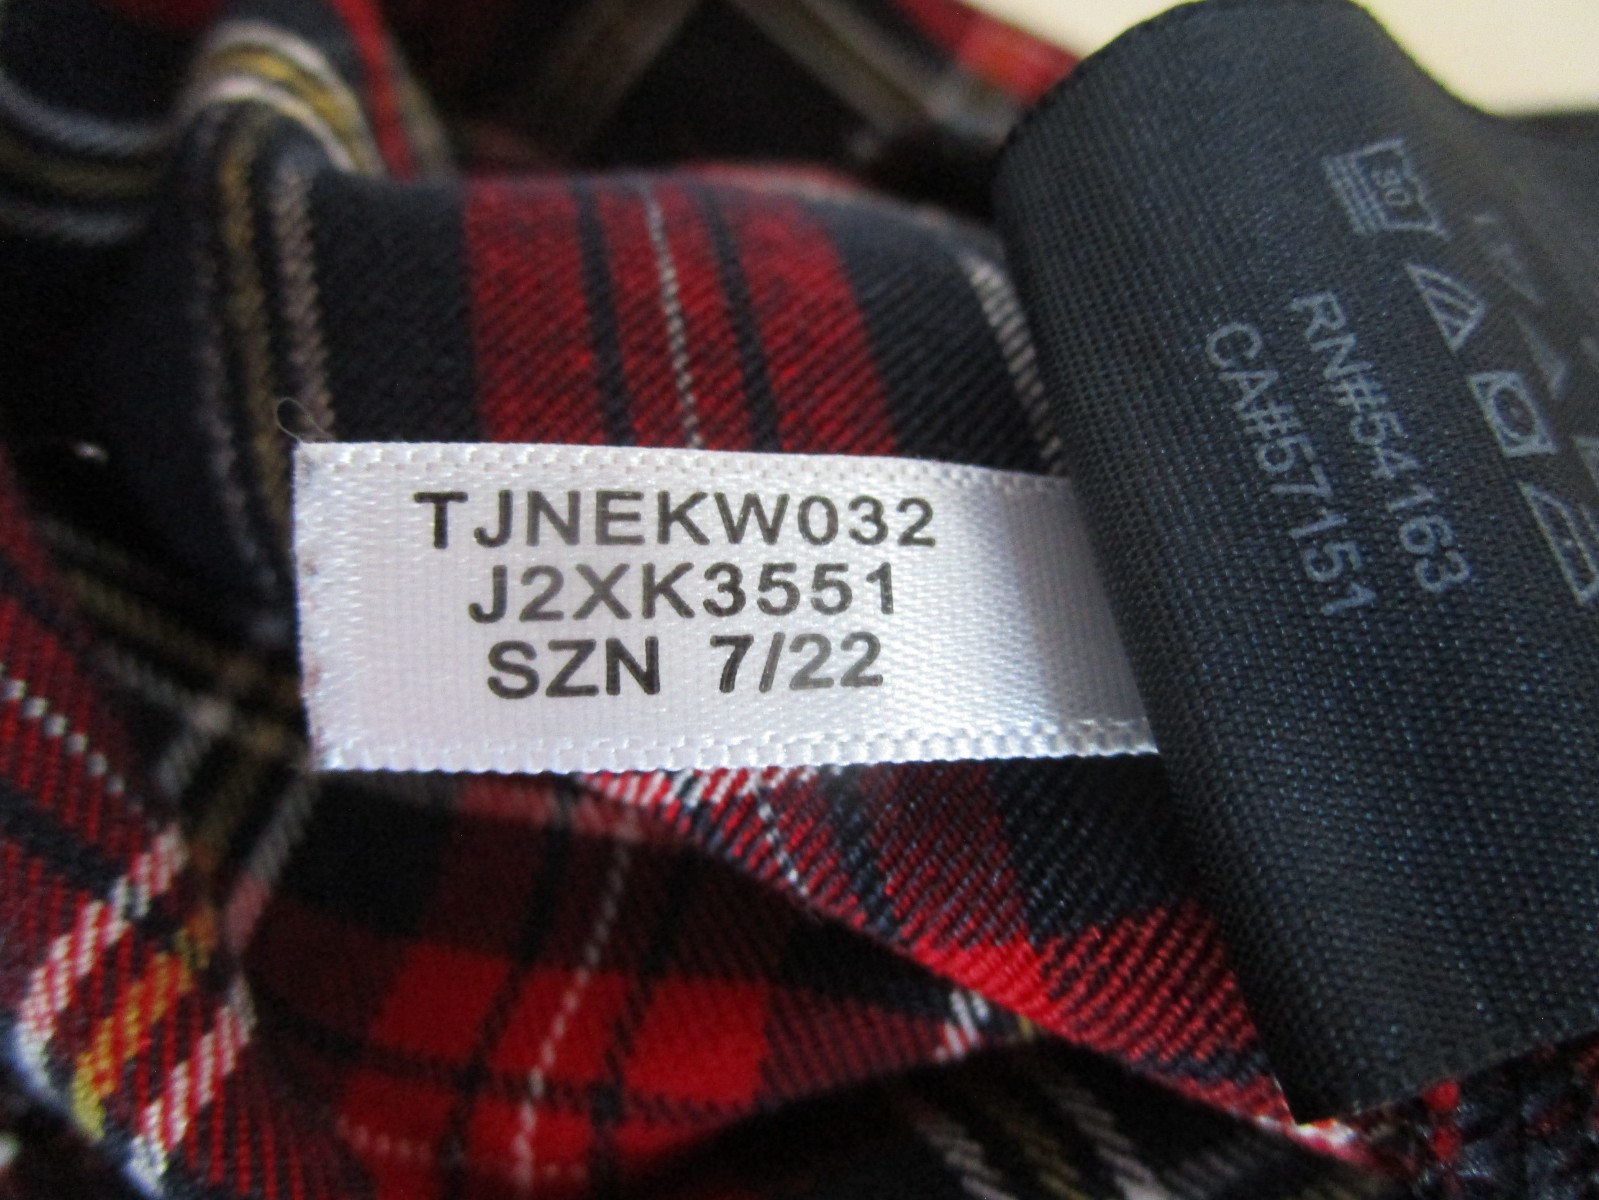 TJNEKW032
J2XK3551
SZN 7/22
30
RN#54163
CA#57151